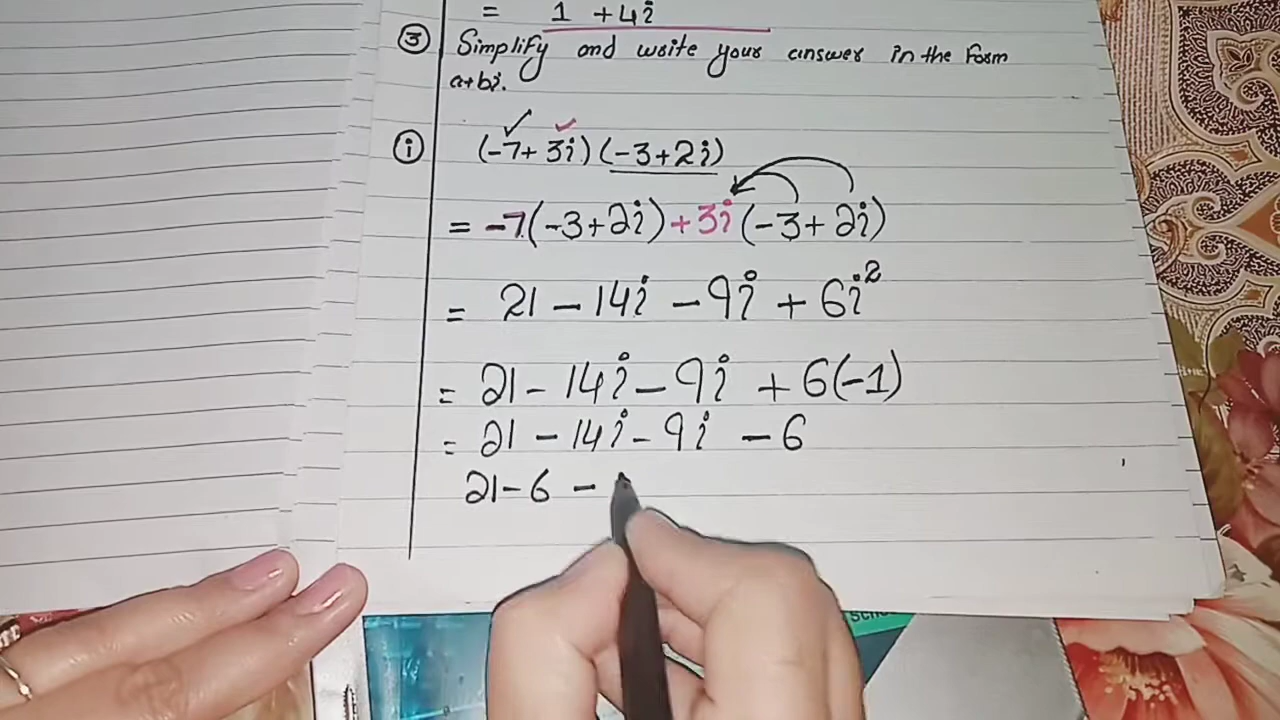 = 1 +4i
③ Simplify and write your answer in the form
a+bi.
ⓘ (-7+3i)(-3+2i)
= -7(-3+2i)+3i(-3+2i)
= 21 - 14i - 9i + 6i²
= 21 - 14i - 9i + 6(-1)
= 21 - 14i - 9i - 6
21-6 -